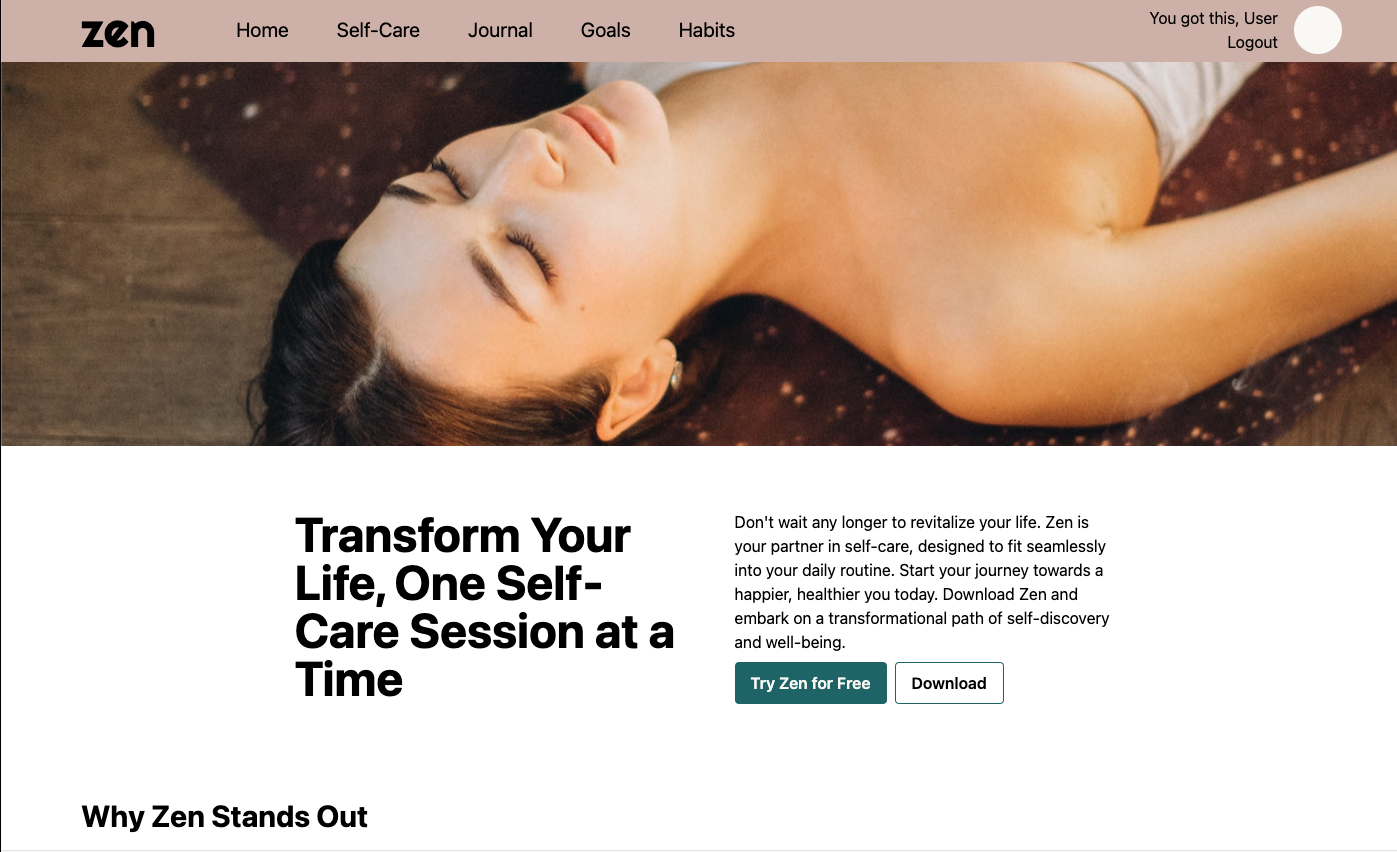 zen
Home
Self-Care
Journal
Goals
Habits
You got this, User
Logout
Transform Your
Life, One Self-
Care Session at a
Time
Don't wait any longer to revitalize your life. Zen is
your partner in self-care, designed to fit seamlessly
into your daily routine. Start your journey towards a
happier, healthier you today. Download Zen and
embark on a transformational path of self-discovery
and well-being.
Try Zen for Free
Download
Why Zen Stands Out